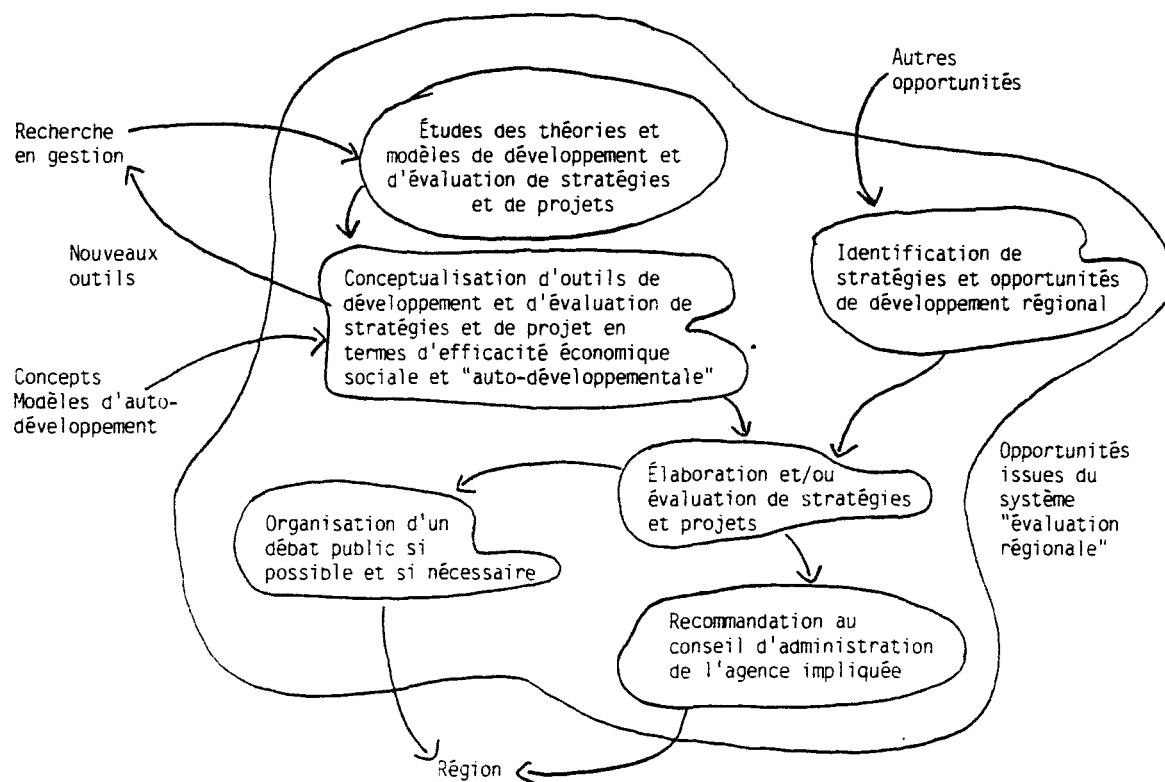 Autres
opportunités
Recherche
en gestion
Études des théories et
modèles de développement et
d'évaluation de stratégies
et de projets
Nouveaux
outils
Identification de
stratégies et opportunités
de développement régional
Conceptualisation d'outils de
développement et d'évaluation de
stratégies et de projet en
termes d'efficacité économique
sociale et "auto-développementale"
Concepts
Modèles d'auto-
développement
Opportunités
issues du
système
"évaluation
régionale"
Élaboration et/ou
évaluation de stratégies
et projets
Organisation d'un
débat public si
possible et si nécessaire
Recommandation au
conseil d'administration
de l'agence impliquée
Région